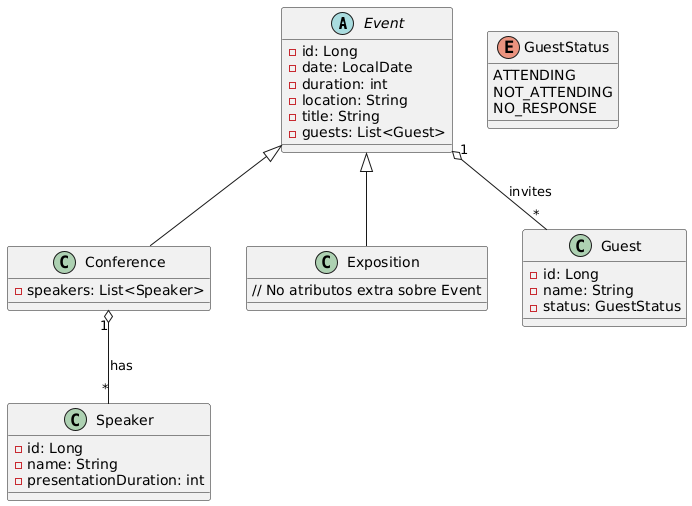 A Event
- id: Long
- date: LocalDate
- duration: int
- location: String
- title: String
- guests: List<Guest>
E GuestStatus
ATTENDING
NOT_ATTENDING
NO_RESPONSE
1
invites
*
C Conference
- speakers: List<Speaker>
C Exposition
// No atributos extra sobre Event
C Guest
- id: Long
- name: String
- status: GuestStatus
1
has
*
C Speaker
- id: Long
- name: String
- presentationDuration: int